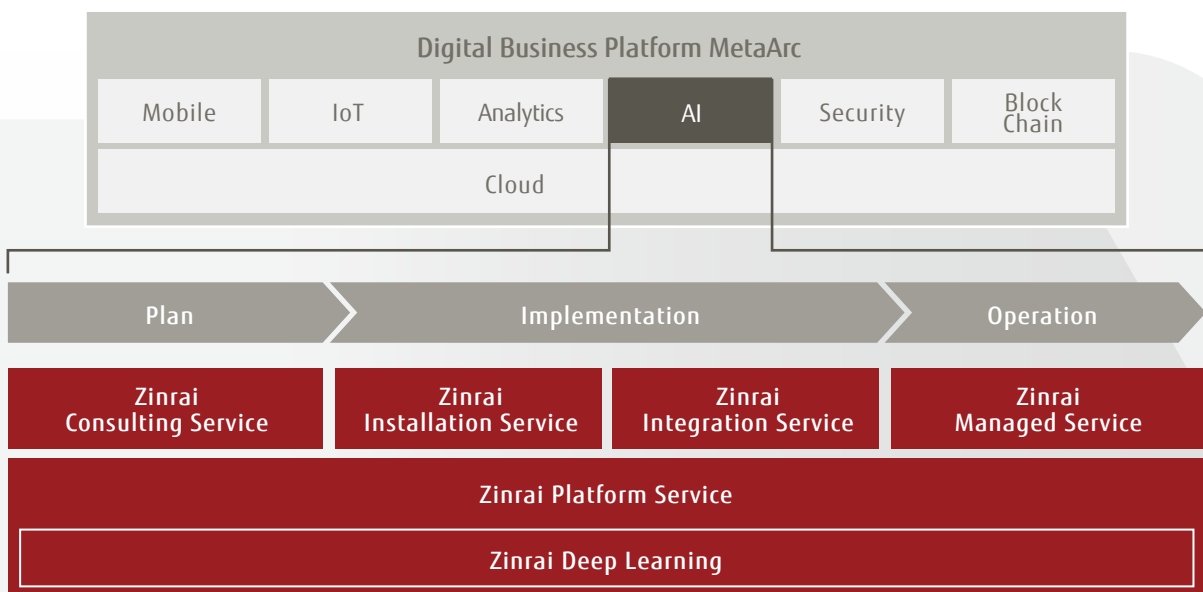 Digital Business Platform MetaArc
Mobile
IoT
Analytics
AI
Security
Block
Chain
Cloud
Plan
Implementation
Operation
Zinrai
Consulting Service
Zinrai
Installation Service
Zinrai
Integration Service
Zinrai
Managed Service
Zinrai Platform Service
Zinrai Deep Learning